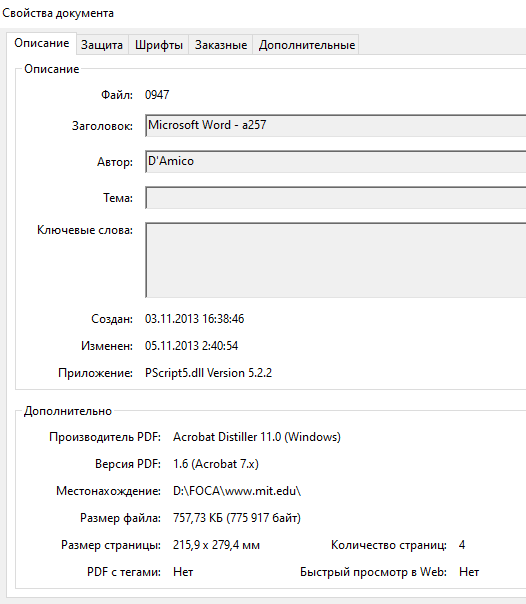 Свойства документа
Описание Защита Шрифты Заказные Дополнительные
Описание
Файл: 0947
Заголовок: Microsoft Word - a257
Автор: D'Amico
Тема:
Ключевые слова:
Создан: 03.11.2013 16:38:46
Изменен: 05.11.2013 2:40:54
Приложение: PScript5.dll Version 5.2.2
Дополнительно
Производитель PDF: Acrobat Distiller 11.0 (Windows)
Версия PDF: 1.6 (Acrobat 7.x)
Местонахождение: D:\FOCA\www.mit.edu\
Размер файла: 757,73 КБ (775 917 байт)
Размер страницы: 215,9 x 279,4 мм Количество страниц: 4
PDF с тегами: Нет Быстрый просмотр в Web: Нет